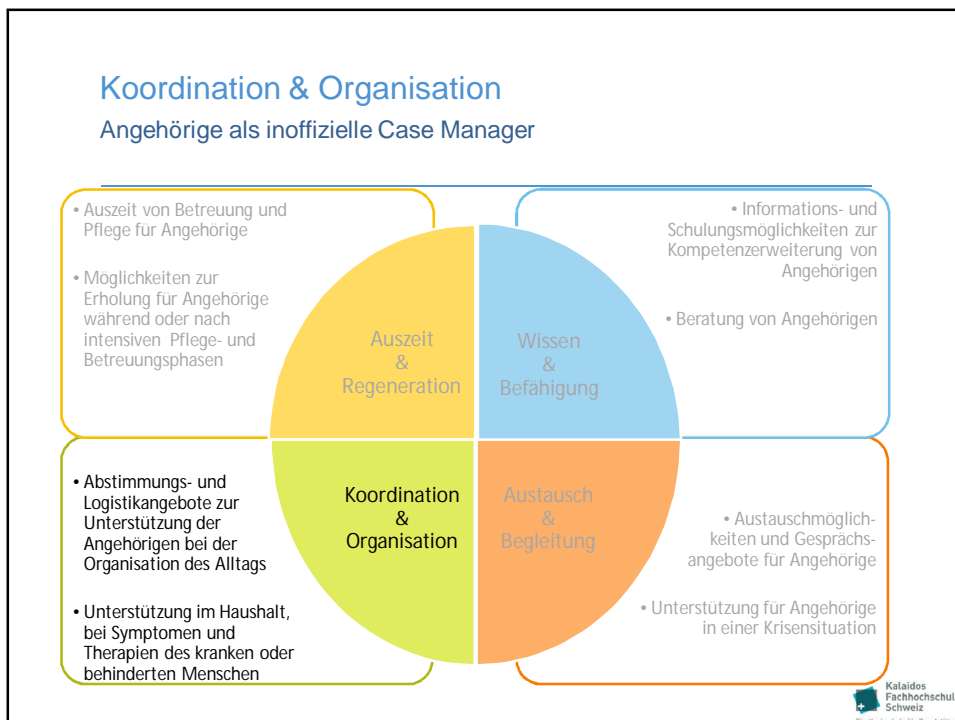 Koordination & Organisation
Angehörige als inoffizielle Case Manager
• Auszeit von Betreuung und
Pflege für Angehörige
• Möglichkeiten zur
Erholung für Angehörige
während oder nach
intensiven Pflege- und
Betreuungsphasen
Auszeit
&
Regeneration
Wissen
&
Befähigung
• Informations- und
Schulungsmöglichkeiten zur
Kompetenzerweiterung von
Angehörigen
• Beratung von Angehörigen
• Abstimmungs- und
Logistikangebote zur
Unterstützung der
Angehörigen bei der
Organisation des Alltags
• Unterstützung im Haushalt,
bei Symptomen und
Therapien des kranken oder
behinderten Menschen
Koordination
&
Organisation
Austausch
&
Begleitung
• Austauschmöglich-
keiten und Gesprächs-
angebote für Angehörige
• Unterstützung für Angehörige
in einer Krisensituation
Kalaidos
Fachhochschul
Schweiz